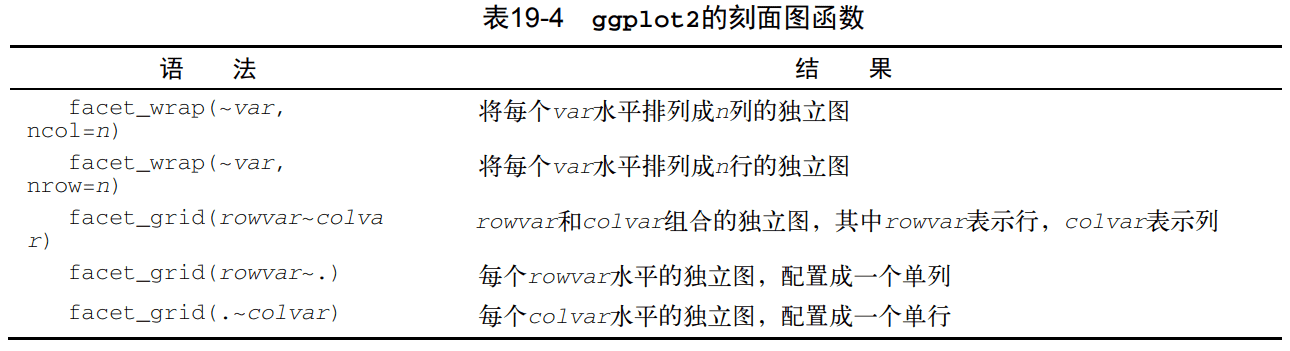 表19-4 ggplot2的刻面图函数
语 法 结 果
facet_wrap(~var, 将每个var水平排列成n列的独立图
ncol=n)
facet_wrap(~var, 将每个var水平排列成n行的独立图
nrow=n)
facet_grid(rowvar~colva rowvar和colvar组合的独立图，其中rowvar表示行，colvar表示列
r)
facet_grid(rowvar~.) 每个rowvar水平的独立图，配置成一个单列
facet_grid(.~colvar) 每个colvar水平的独立图，配置成一个单行